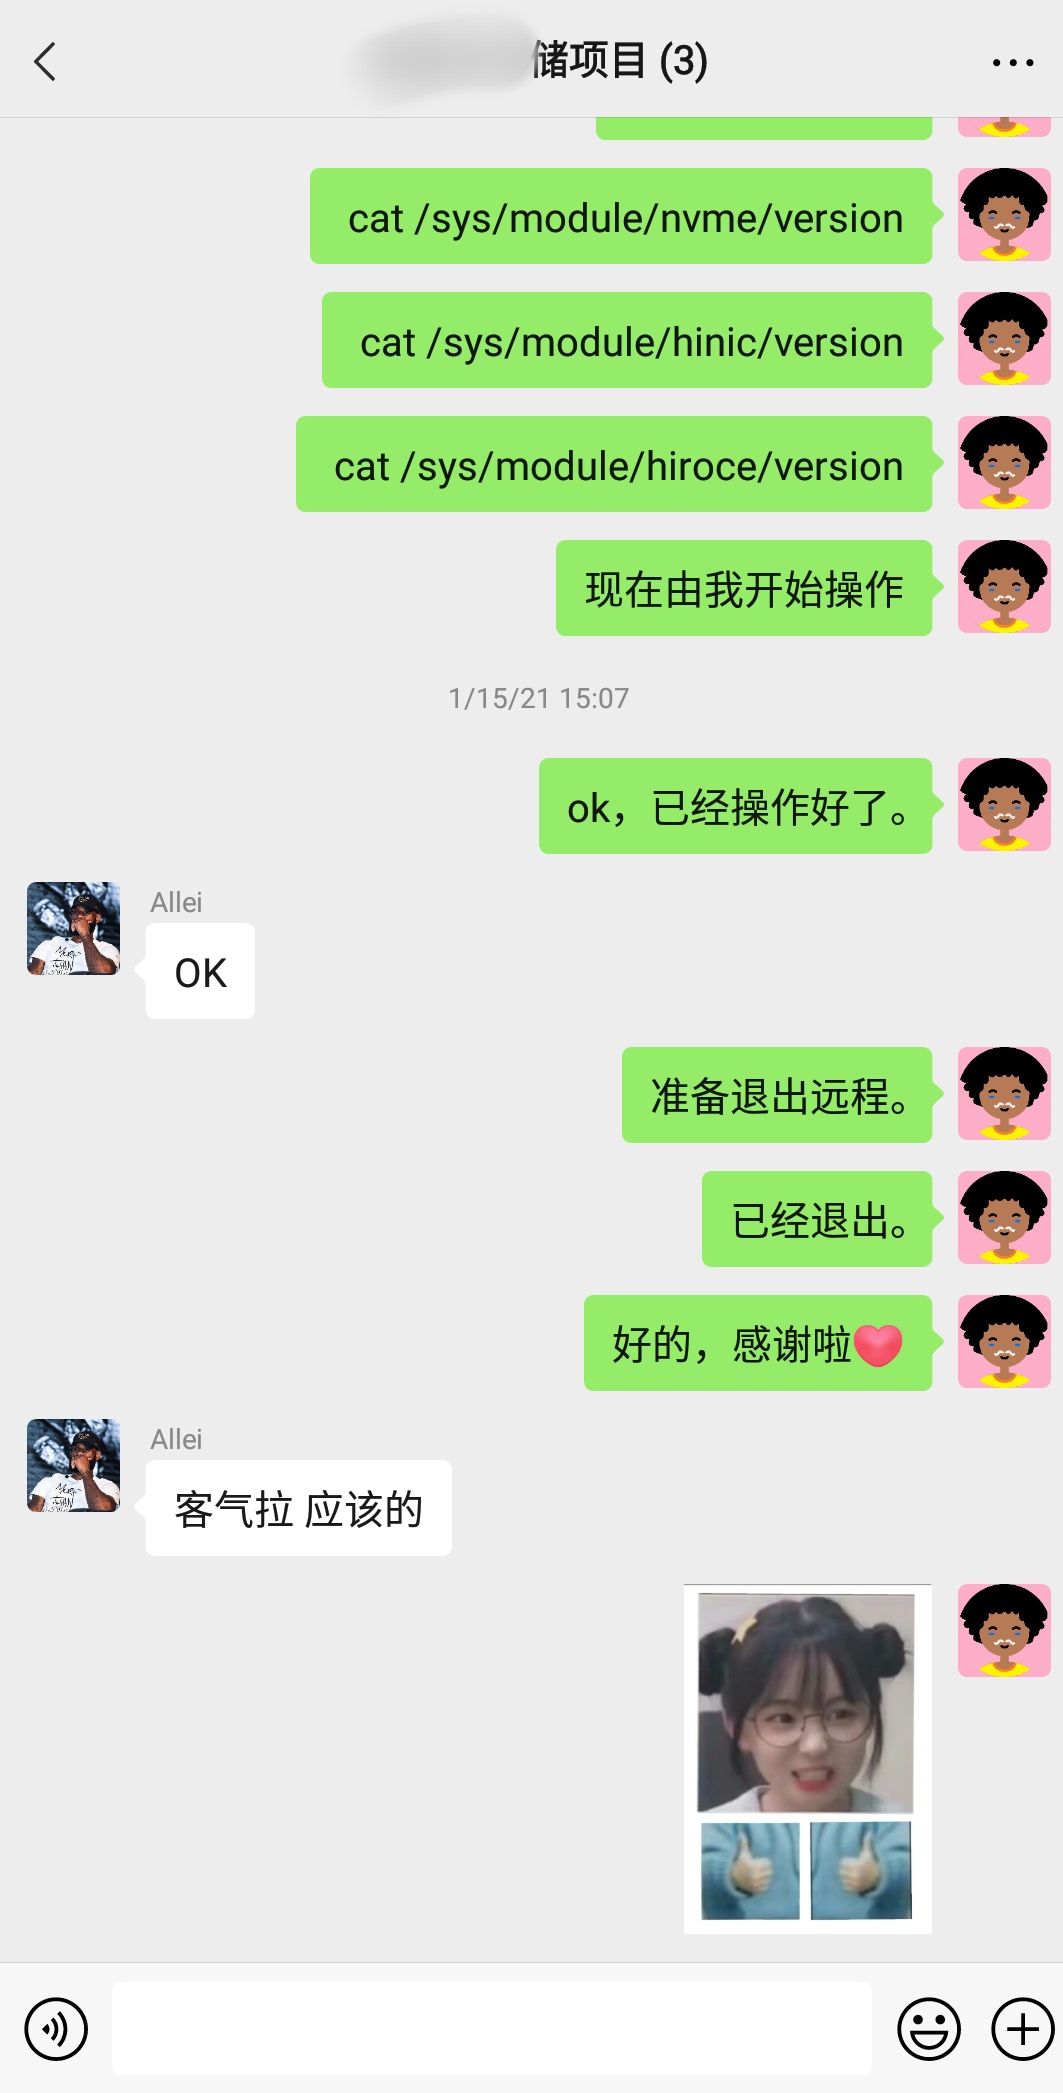 储项目 (3)
cat /sys/module/nvme/version
cat /sys/module/hinic/version
cat /sys/module/hiroce/version
现在由我开始操作
1/15/21 15:07
ok，已经操作好了。
Allei
OK
准备退出远程。
已经退出。
好的，感谢啦
Allei
客气拉 应该的